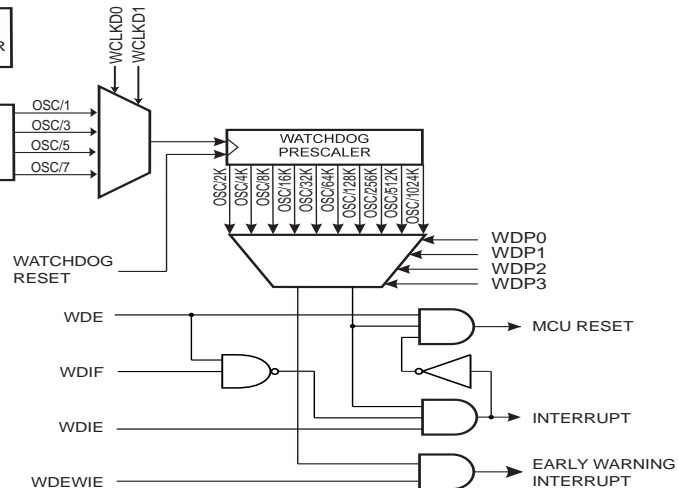 R
WCLKD0
WCLKD1
OSC/1
OSC/3
OSC/5
OSC/7
WATCHDOG
PRESCALER
OSC/2K
OSC/4K
OSC/8K
OSC/16K
OSC/32K
OSC/64K
OSC/128K
OSC/256K
OSC/512K
OSC/1024K
WDP0
WDP1
WDP2
WDP3
WATCHDOG
RESET
WDE
MCU RESET
WDIF
INTERRUPT
WDIE
EARLY WARNING
INTERRUPT
WDEWIE